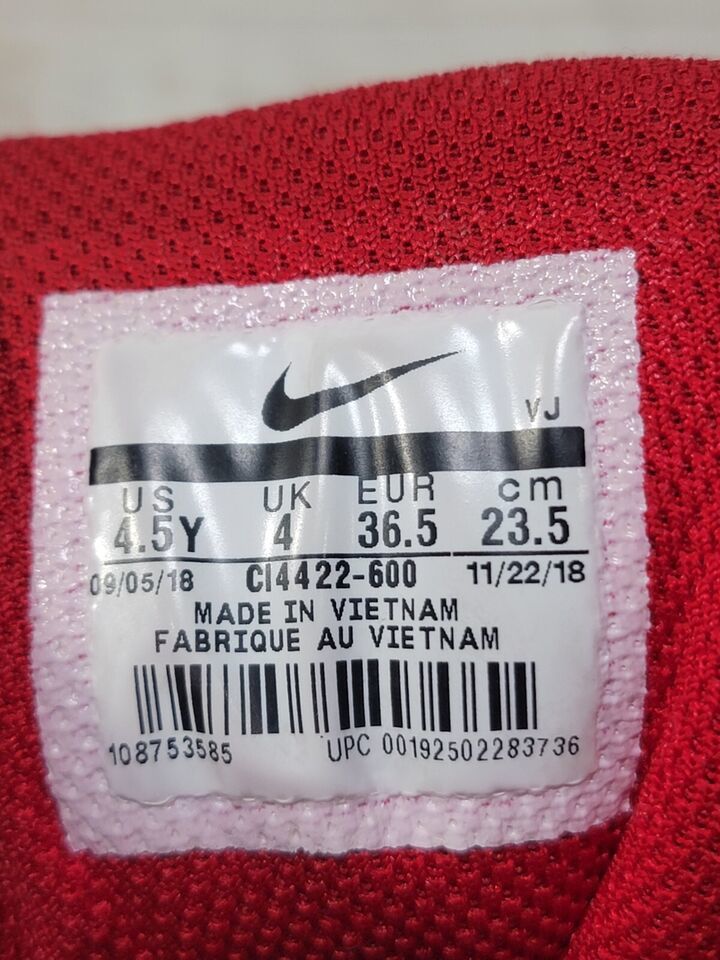 VJ
US UK EUR cm
4.5Y 4 36.5 23.5
09/05/18 CI4422-600 11/22/18
MADE IN VIETNAM
FABRIQUE AU VIETNAM
108753585 UPC 00192502283736